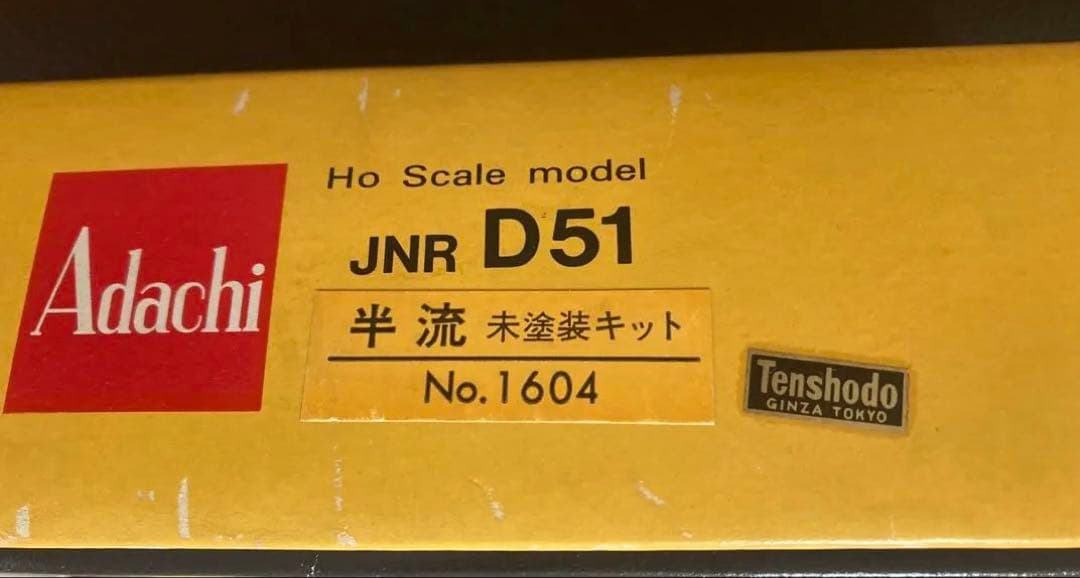 Adachi
Ho Scale model
JNR D51
半流 未塗装キット
No.1604
Tenshodo
GINZA TOKYO